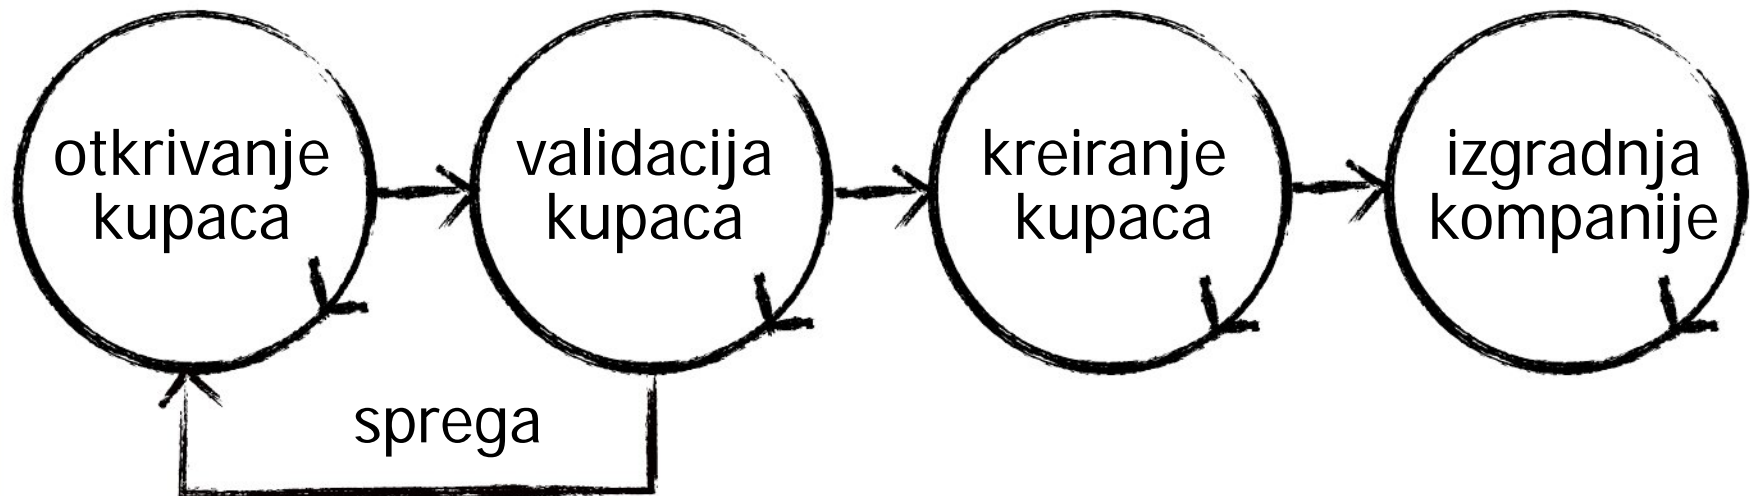 otkrivanje
kupaca
validacija
kupaca
kreiranje
kupaca
izgradnja
kompanije
sprega